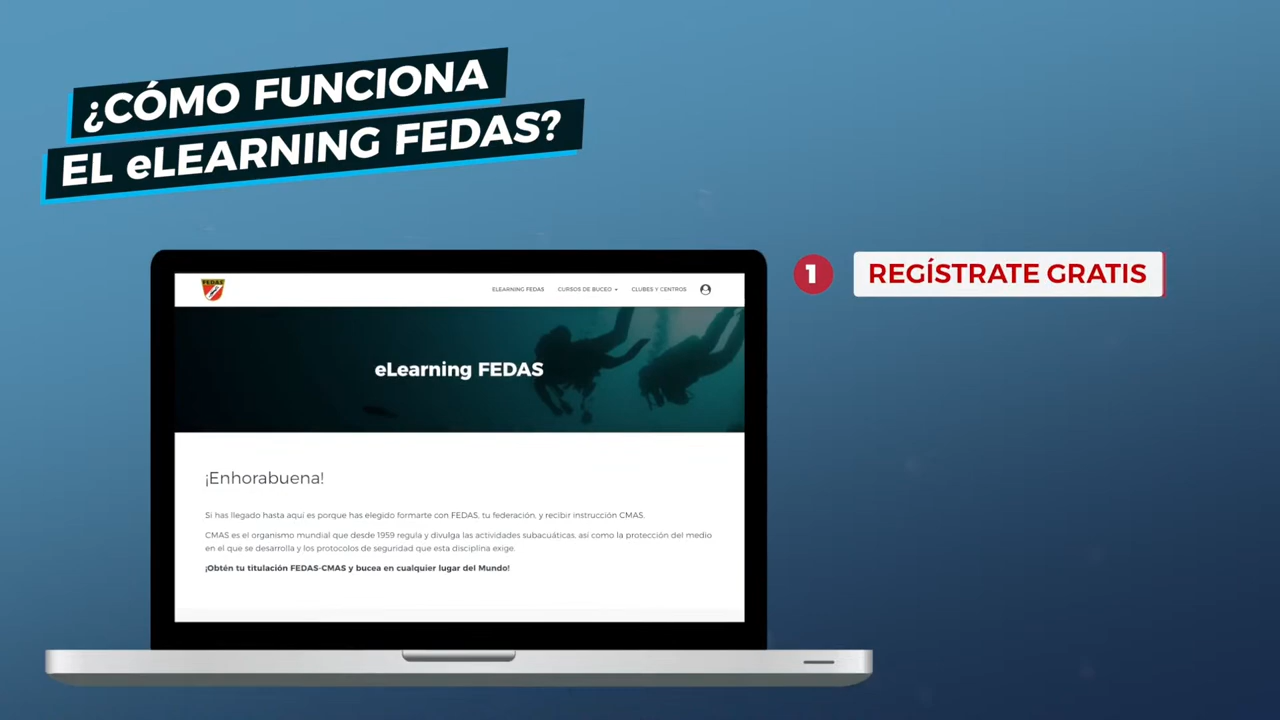 ¿CÓMO FUNCIONA
EL eLEARNING FEDAS?
1 REGÍSTRATE GRATIS
FEDAS
ELEARNING FEDAS CURSOS DE BUCEO CLUBES Y CENTROS
eLearning FEDAS
¡Enhorabuena!
Si has llegado hasta aquí es porque has elegido formarte con FEDAS, tu federación, y recibir instrucción CMAS.
CMAS es el organismo mundial que desde 1959 regula y divulga las actividades subacuáticas, así como la protección del medio
en el que se desarrolla y los protocolos de seguridad que esta disciplina exige.
¡Obtén tu titulación FEDAS-CMAS y bucea en cualquier lugar del Mundo!